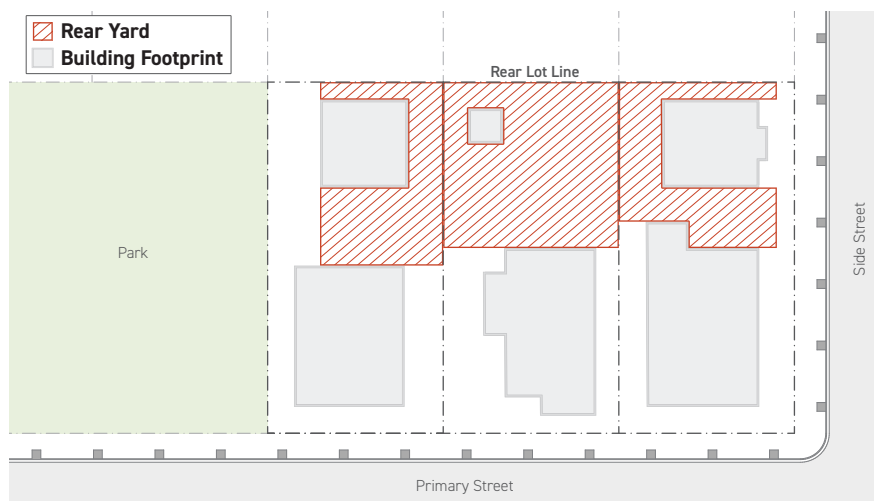 Rear Yard
Building Footprint
Rear Lot Line
Park
Side Street
Primary Street